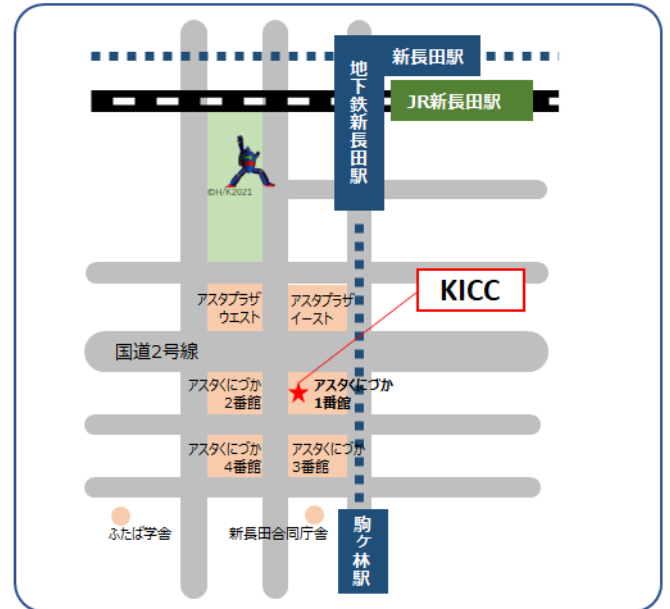 新長田駅
地下鉄新長田駅
JR新長田駅
©H/K2021
KICC
アスタプラザ
ウエスト
アスタプラザ
イースト
国道2号線
アスタくにづか
2番館
アスタくにづか
1番館
アスタくにづか
4番館
アスタくにづか
3番館
ふたば学舎
新長田合同庁舎
駒ケ林駅